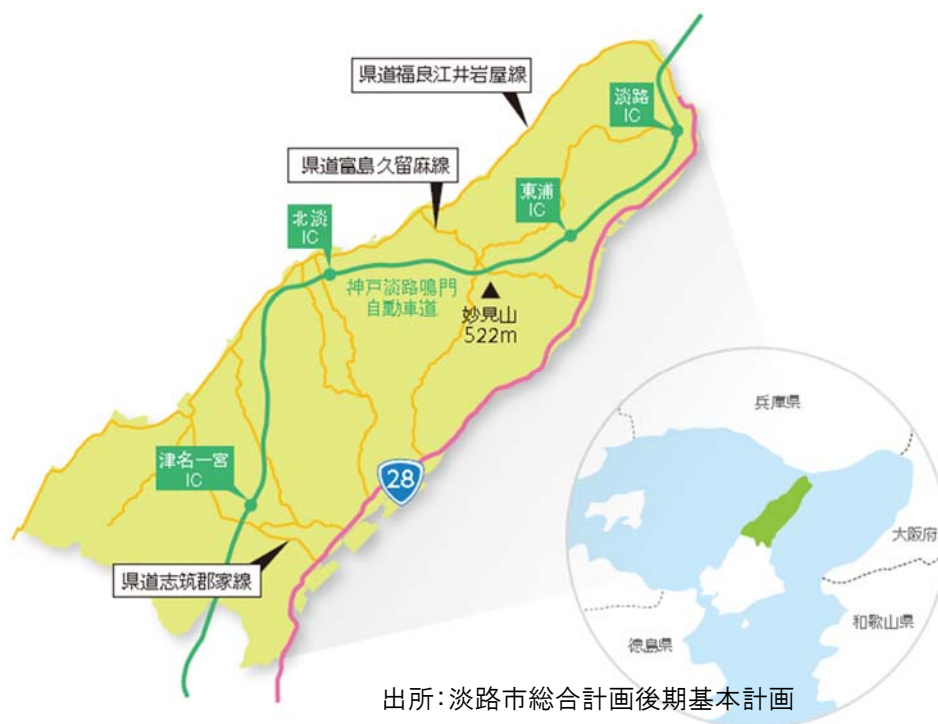 県道福良江井岩屋線
淡路
IC
県道富島久留麻線
東浦
IC
北淡
IC
神戸淡路鳴門
自動車道
妙見山
522m
兵庫県
津名一宮
IC
28
大阪府
県道志筑郡家線
和歌山県
徳島県
出所:淡路市総合計画後期基本計画